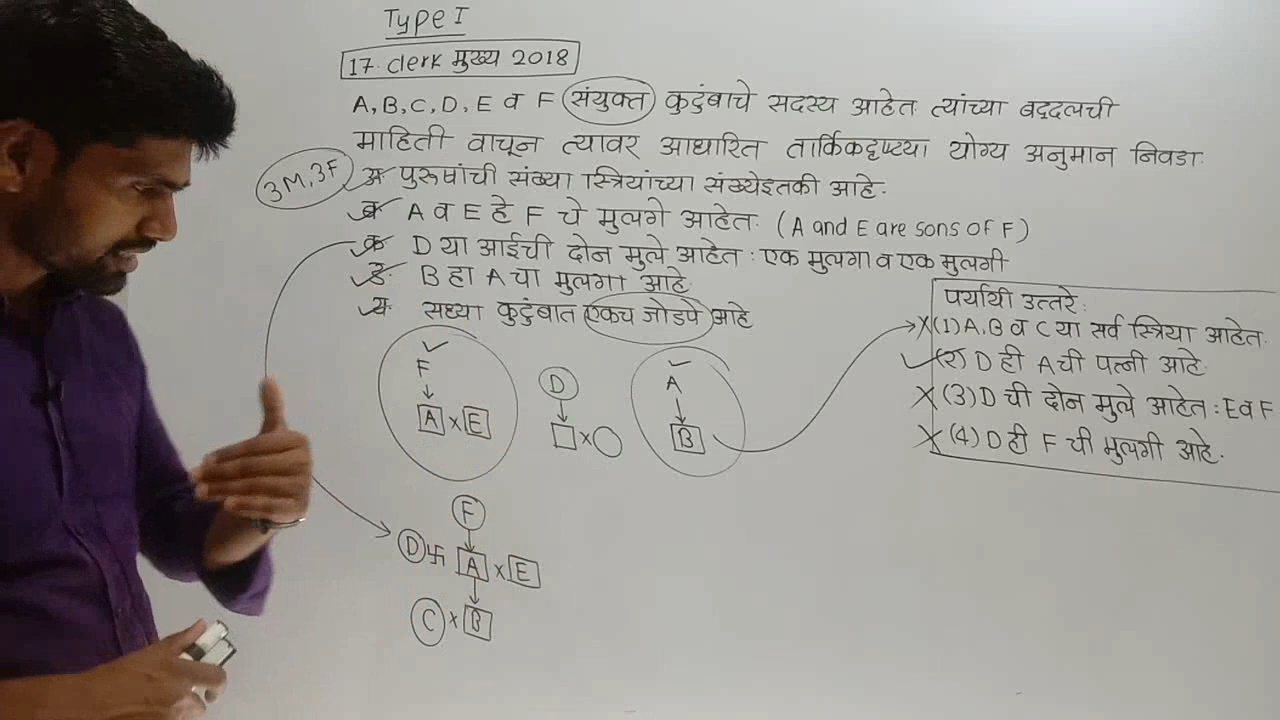 Type I
17. Clerk मुख्य 2018
A, B, C, D, E व F संयुक्त कुटुंबाचे सदस्य आहेत त्यांच्या बद्दलची
माहिती वाचून त्यावर आधारित तार्किकदृष्ट्या योग्य अनुमान निवडा.
3M, 3F
अ. पुरुषांची संख्या स्त्रियांच्या संख्येइतकी आहे.
ब. A व E हे F चे मुलगे आहेत. (A and E are sons of F)
क. D या आईची दोन मुले आहेत : एक मुलगा व एक मुलगी
ड. B हा A चा मुलगा आहे.
य. सध्या कुटुंबात एकच जोडपे आहे
पर्यायी उत्तरे:
(1) A, B व C या सर्व स्त्रिया आहेत.
(2) D ही A ची पत्नी आहे.
(3) D ची दोन मुले आहेत : E व F
(4) D ही F ची मुलगी आहे.
F D A
A x E x B
F
D 卐 A x E
C x B